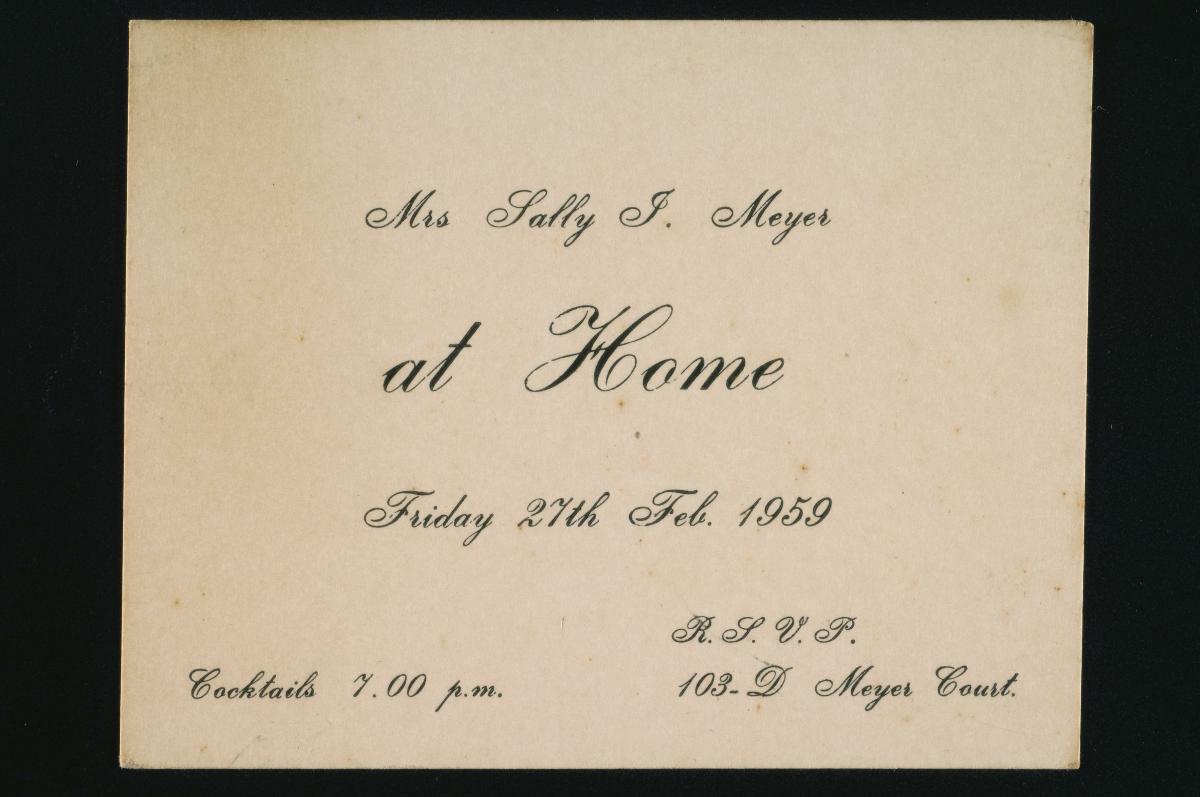 Mrs Sally I. Meyer
at Home
Friday 27th Feb. 1959
R. S. V. P.
Cocktails 7.00 p.m.
103-D Meyer Court.